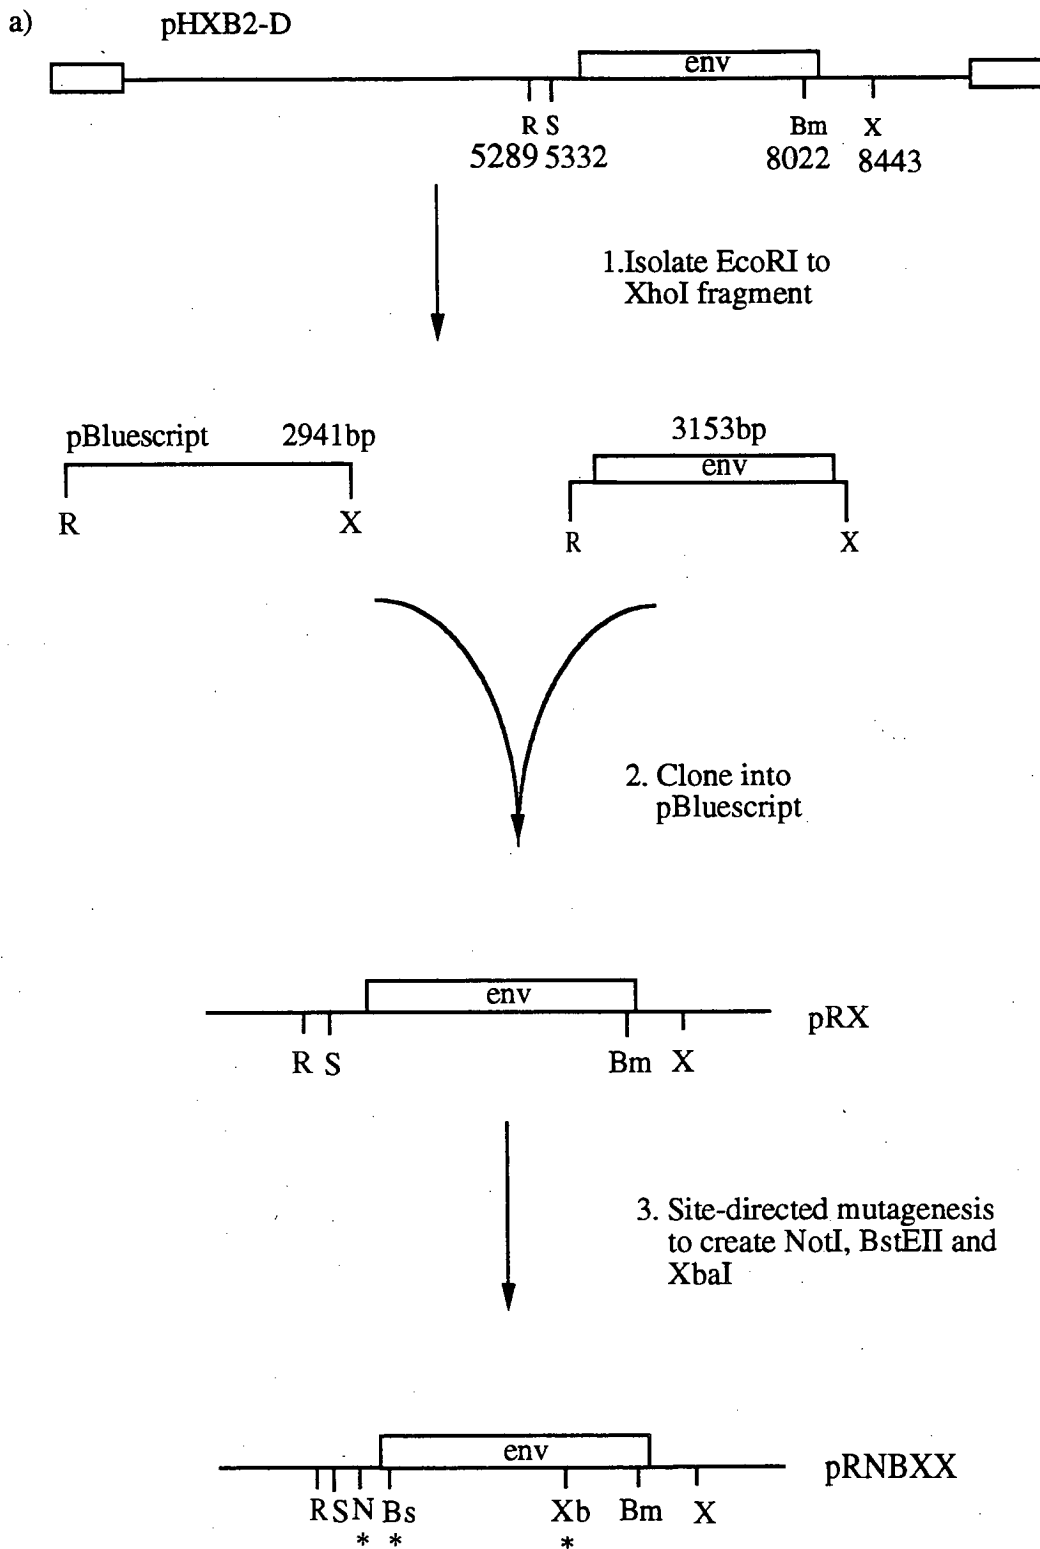 a)
pHXB2-D
env
R S Bm X
5289 5332 8022 8443
1.Isolate EcoRI to
XhoI fragment
pBluescript 2941bp 3153bp
env
R X R X
2. Clone into
pBluescript
env
pRX
R S Bm X
3. Site-directed mutagenesis
to create NotI, BstEII and
XbaI
env
pRNBXX
R S N Bs Xb Bm X
* * *